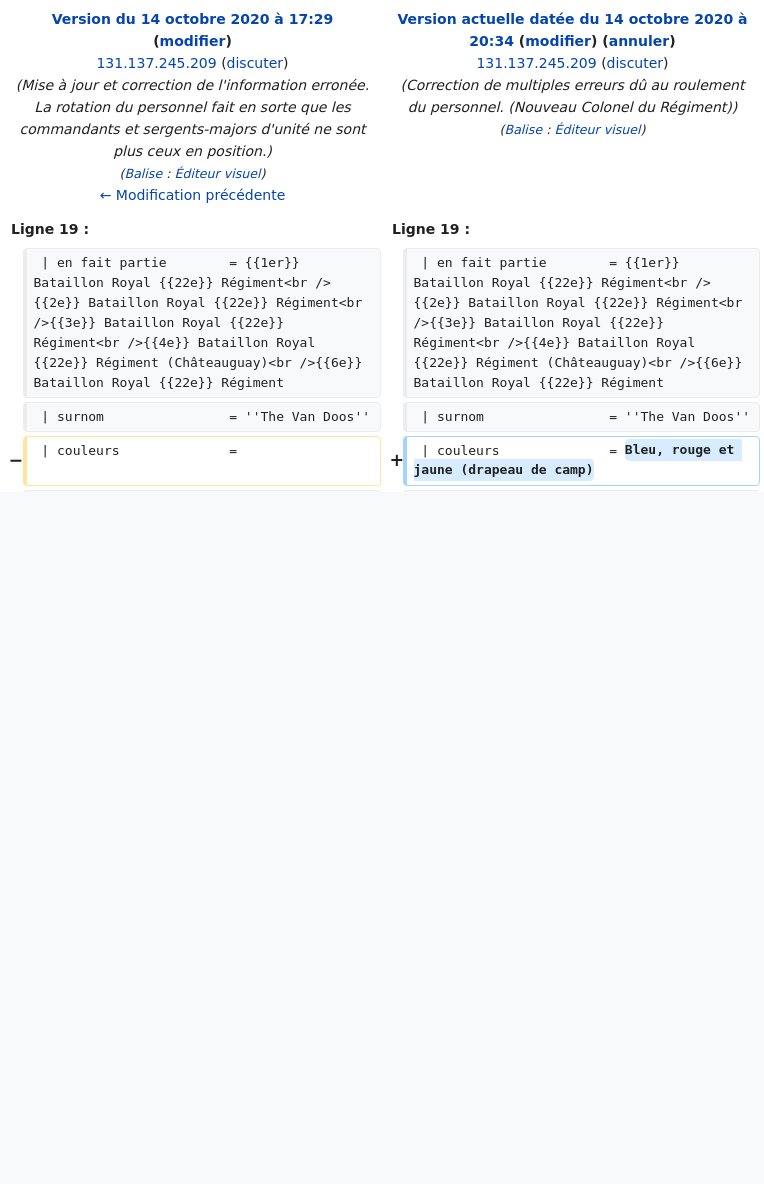 Version du 14 octobre 2020 à 17:29
(modifier)
131.137.245.209 (discuter)
(Mise à jour et correction de l'information erronée.
La rotation du personnel fait en sorte que les
commandants et sergents-majors d'unité ne sont
plus ceux en position.)
(Balise : Éditeur visuel)
← Modification précédente
Version actuelle datée du 14 octobre 2020 à
20:34 (modifier) (annuler)
131.137.245.209 (discuter)
(Correction de multiples erreurs dû au roulement
du personnel. (Nouveau Colonel du Régiment))
(Balise : Éditeur visuel)
Ligne 19 :
| en fait partie        = {{1er}}
Bataillon Royal {{22e}} Régiment<br />
{{2e}} Bataillon Royal {{22e}} Régiment<br
/>{{3e}} Bataillon Royal {{22e}}
Régiment<br />{{4e}} Bataillon Royal
{{22e}} Régiment (Châteauguay)<br />{{6e}}
Bataillon Royal {{22e}} Régiment
| surnom                = ''The Van Doos''
− | couleurs              =
Ligne 19 :
| en fait partie        = {{1er}}
Bataillon Royal {{22e}} Régiment<br />
{{2e}} Bataillon Royal {{22e}} Régiment<br
/>{{3e}} Bataillon Royal {{22e}}
Régiment<br />{{4e}} Bataillon Royal
{{22e}} Régiment (Châteauguay)<br />{{6e}}
Bataillon Royal {{22e}} Régiment
| surnom                = ''The Van Doos''
+ | couleurs              = Bleu, rouge et
jaune (drapeau de camp)